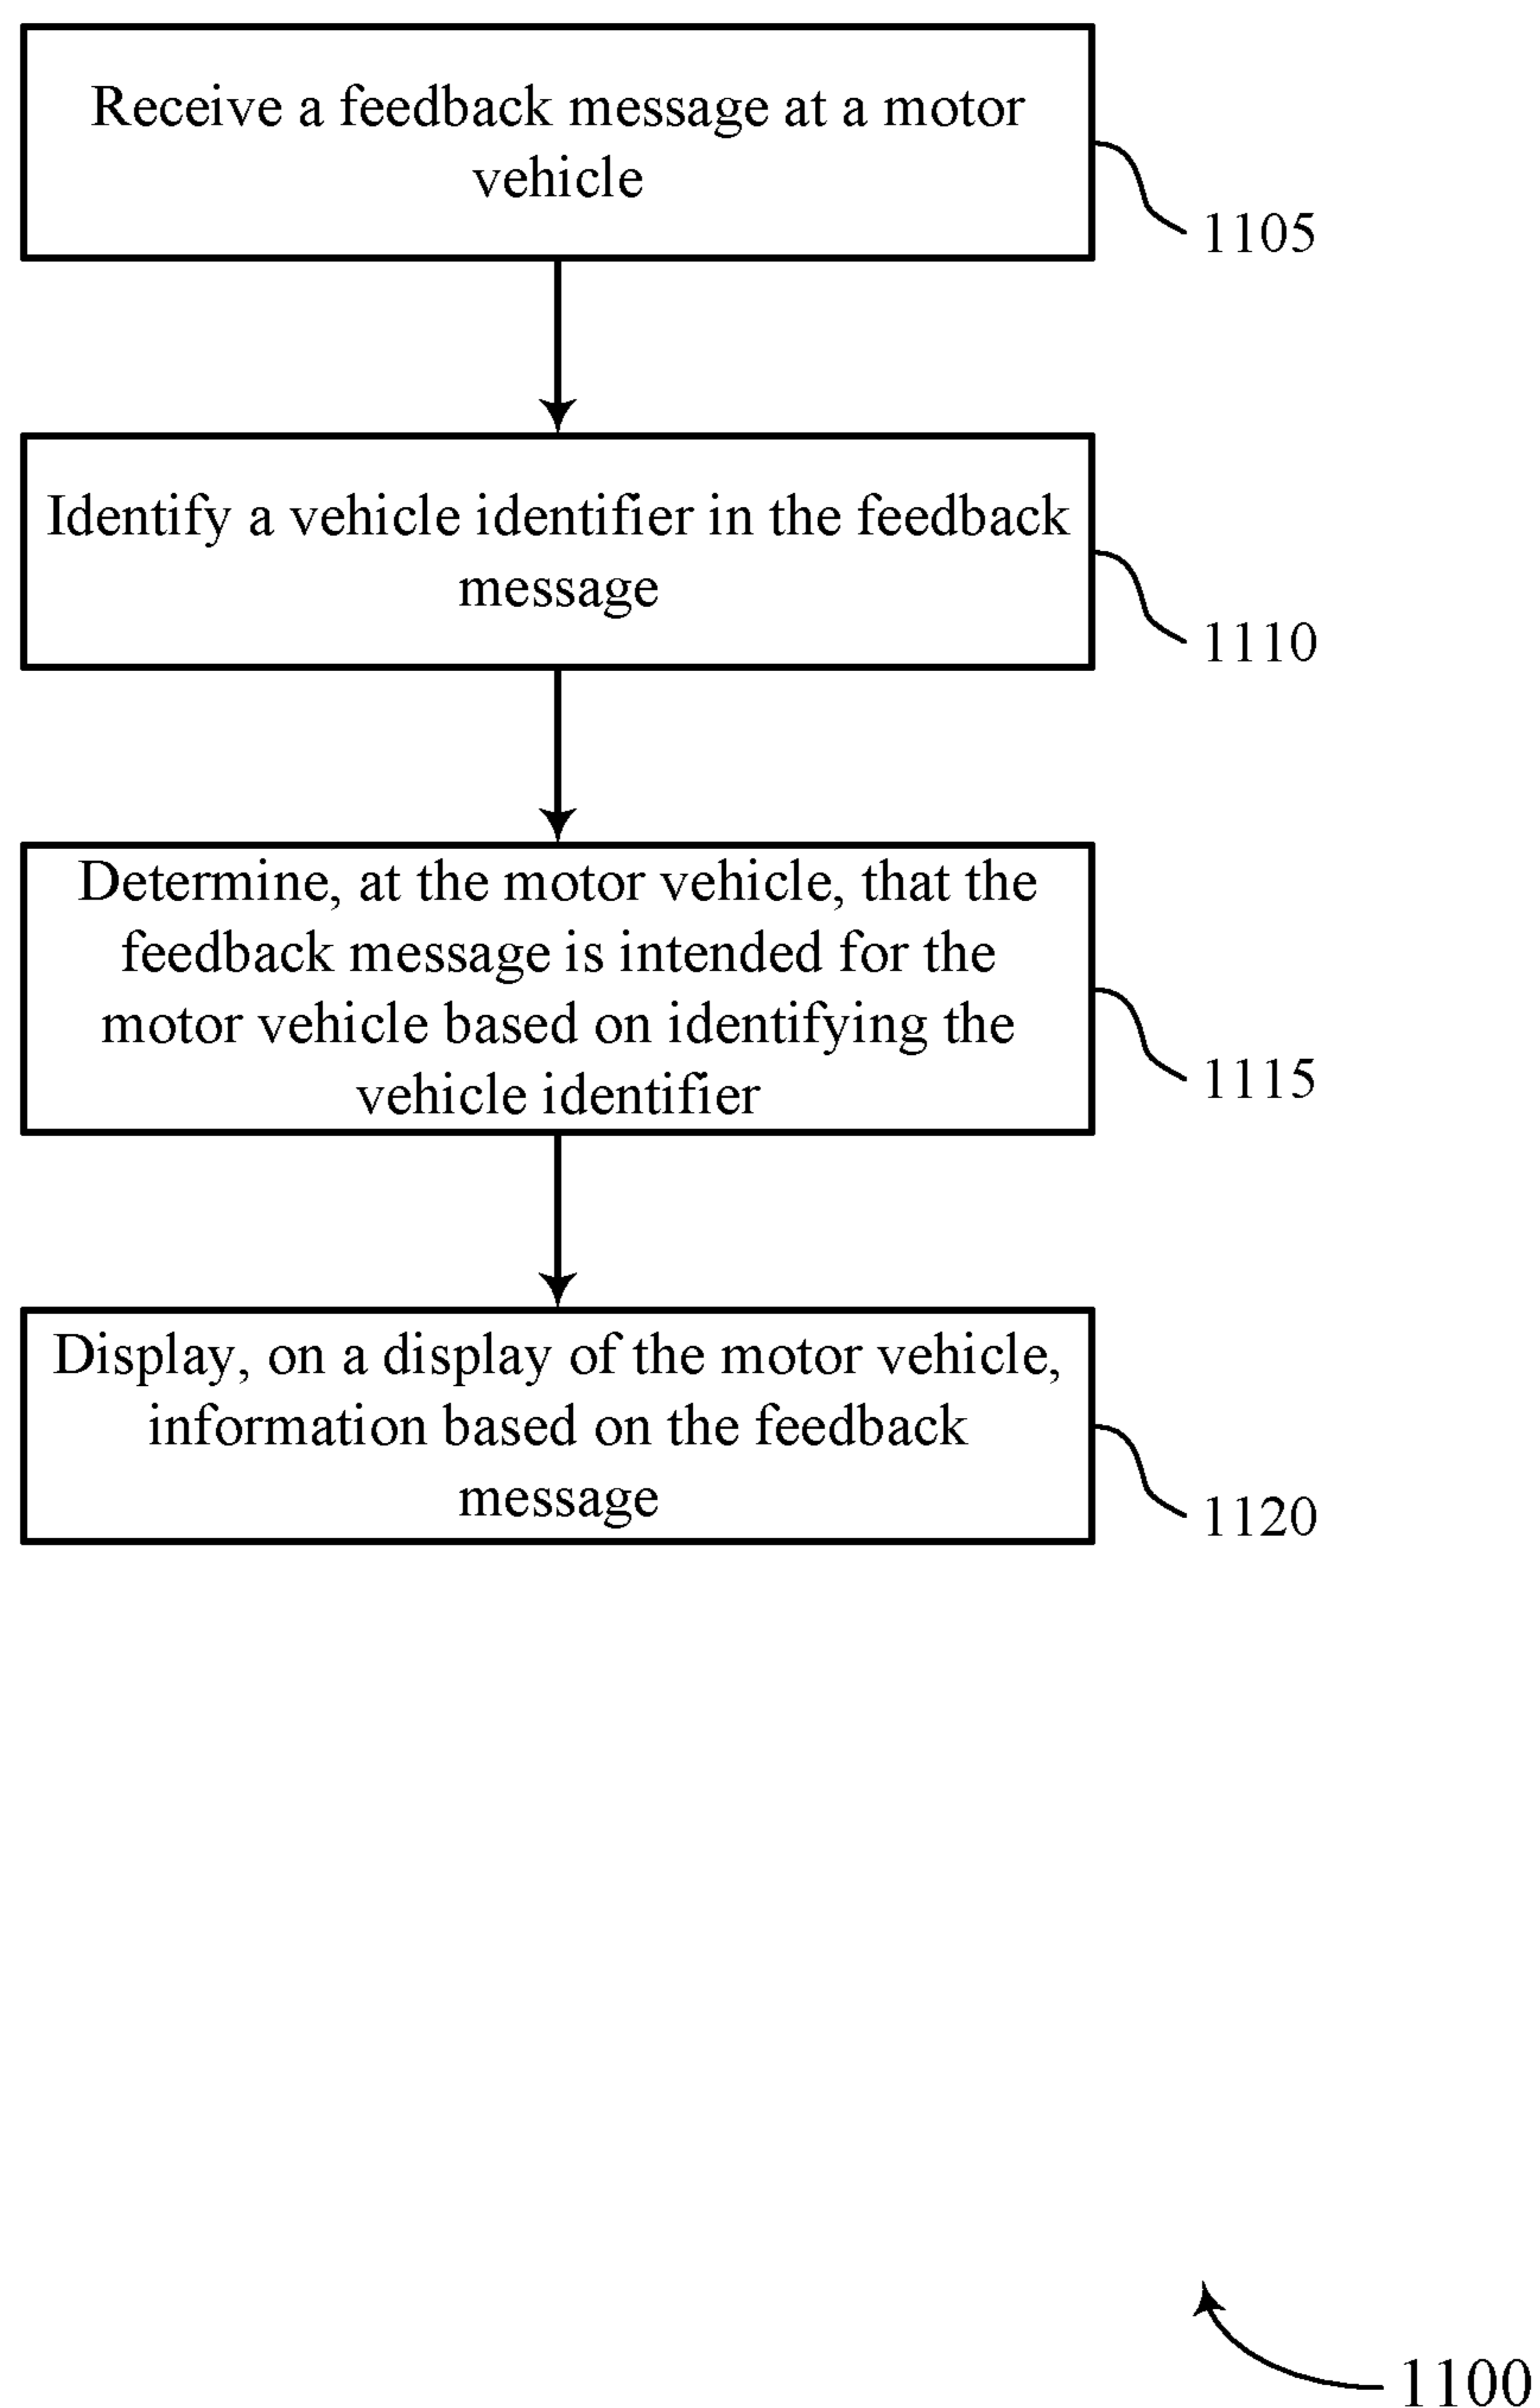 Receive a feedback message at a motor
vehicle
1105
Identify a vehicle identifier in the feedback
message
1110
Determine, at the motor vehicle, that the
feedback message is intended for the
motor vehicle based on identifying the
vehicle identifier
1115
Display, on a display of the motor vehicle,
information based on the feedback
message
1120
1100